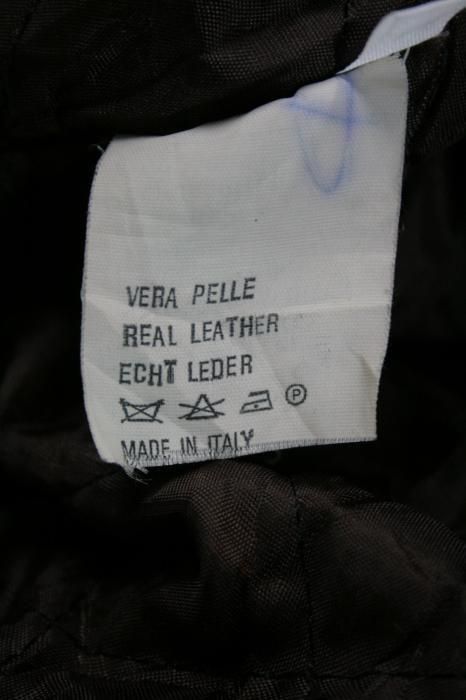 VERA PELLE
REAL LEATHER
ECHT LEDER
P
MADE IN ITALY